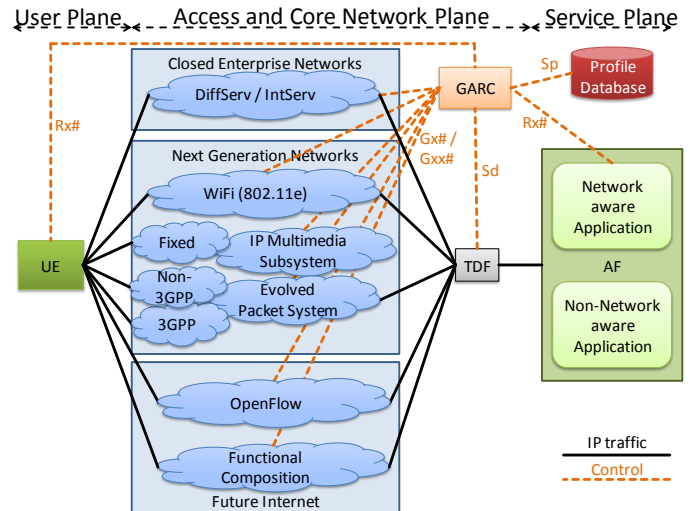 User Plane
Access and Core Network Plane
Service Plane
Closed Enterprise Networks
DiffServ / IntServ
GARC
Sp
Profile
Database
Rx#
Gx# /
Gxx#
Rx#
Sd
Next Generation Networks
WiFi (802.11e)
Network
aware
Application
Fixed
IP Multimedia
Subsystem
UE
TDF
AF
Non-
3GPP
Evolved
Packet System
3GPP
Non-Network
aware
Application
OpenFlow
Functional
Composition
Future Internet
IP traffic
Control